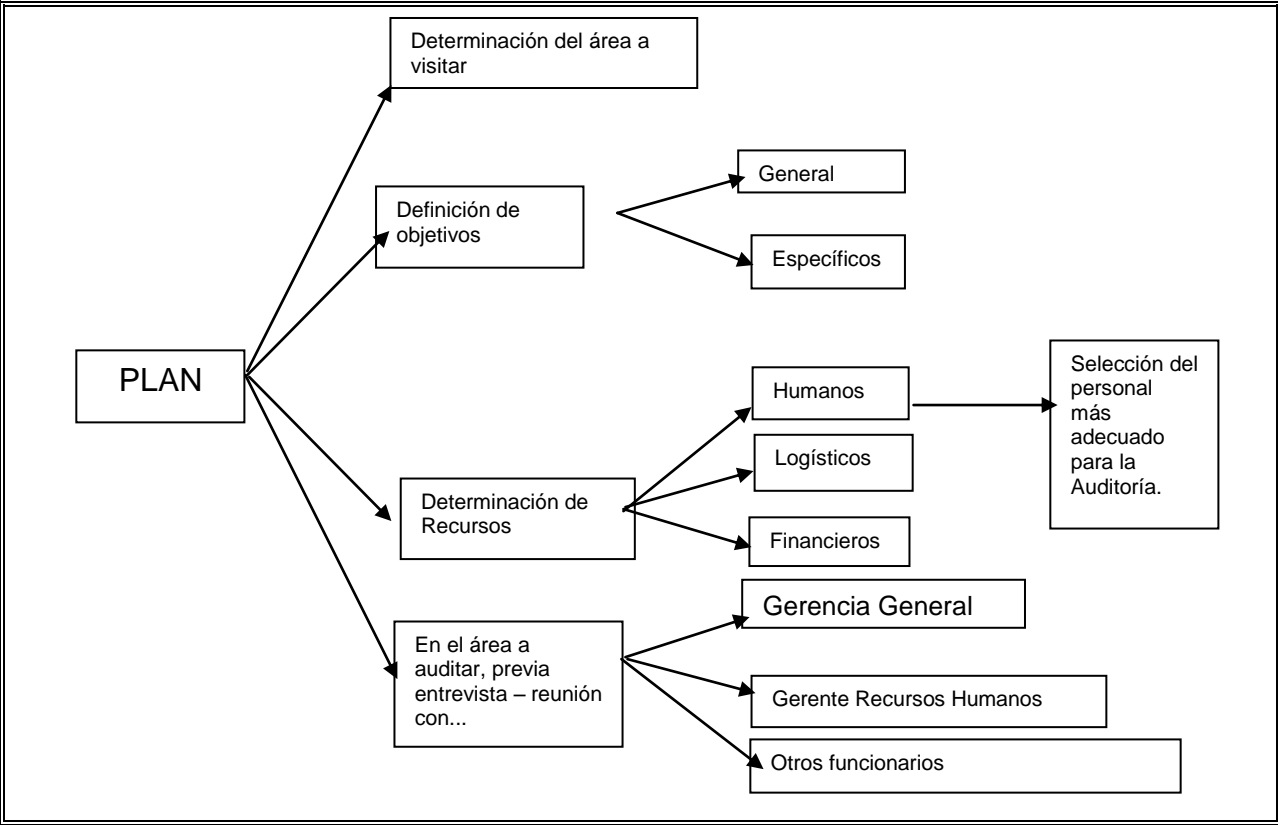 Determinación del área a
visitar
General
Definición de
objetivos
Específicos
PLAN
Humanos
Selección del
personal
más
adecuado
para la
Auditoría.
Logísticos
Determinación de
Recursos
Financieros
Gerencia General
En el área a
auditar, previa
entrevista – reunión
con...
Gerente Recursos Humanos
Otros funcionarios